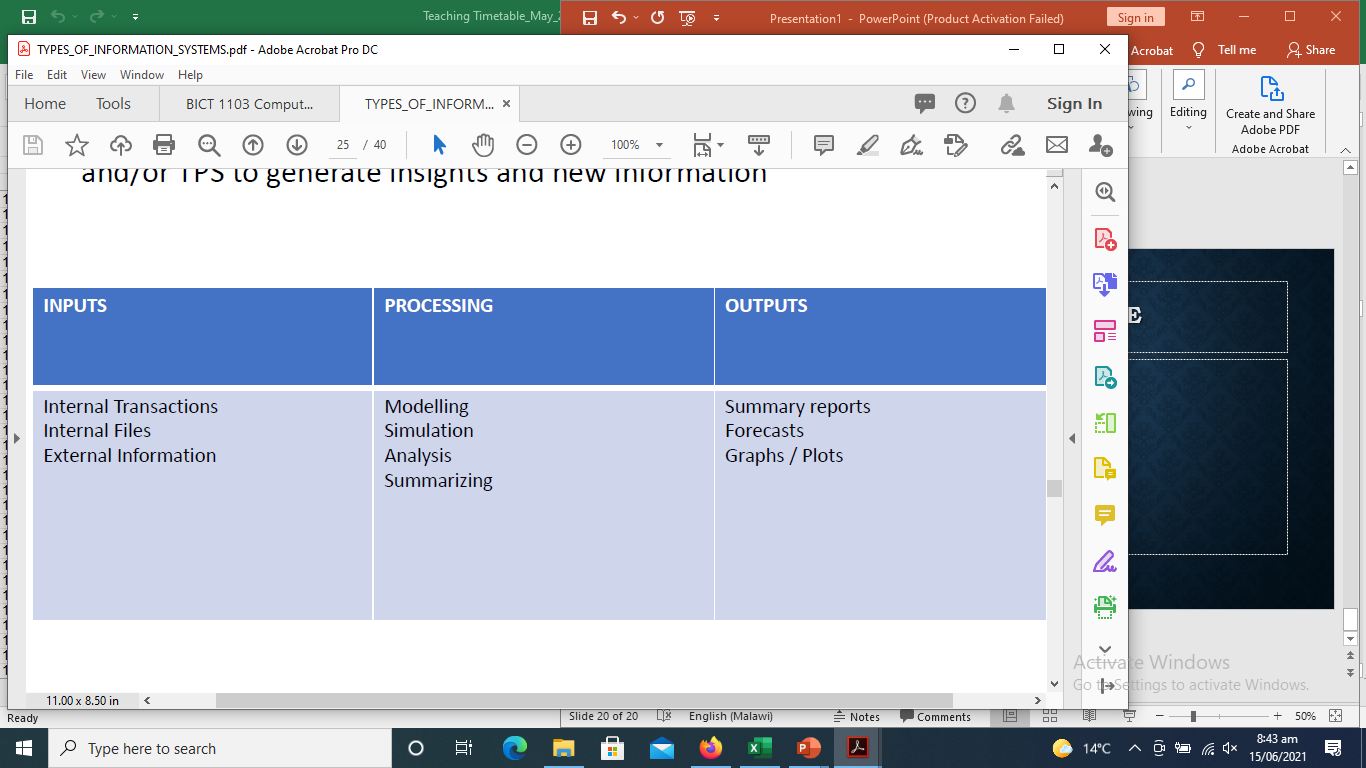 Teaching Timetable_May_2
Presentation1 - PowerPoint (Product Activation Failed)
Sign in
TYPES_OF_INFORMATION_SYSTEMS.pdf - Adobe Acrobat Pro DC
Acrobat
Tell me
Share
File Edit View Window Help
Home
Tools
BICT 1103 Comput...
TYPES_OF_INFORM... ×
Sign In
25 / 40
100%
wing
Editing
Create and Share
Adobe PDF
Adobe Acrobat
and/or TPS to generate insights and new information
INPUTS
PROCESSING
OUTPUTS
E
Internal Transactions
Internal Files
External Information
Modelling
Simulation
Analysis
Summarizing
Summary reports
Forecasts
Graphs / Plots
Activate Windows
Go to Settings to activate Windows.
11.00 x 8.50 in
Ready
Slide 20 of 20
English (Malawi)
Notes
Comments
50%
Type here to search
14°C
8:43 am
15/06/2021